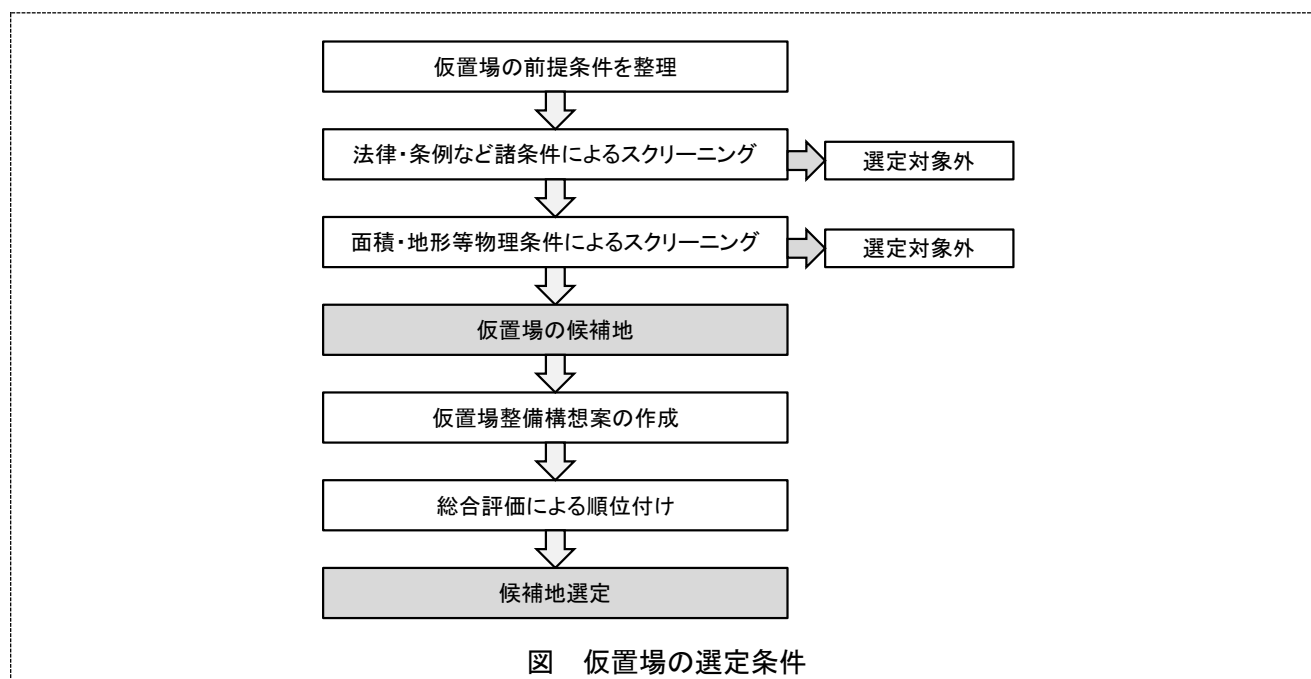 仮置場の前提条件を整理
法律・条例など諸条件によるスクリーニング
選定対象外
面積・地形等物理条件によるスクリーニング
選定対象外
仮置場の候補地
仮置場整備構想案の作成
総合評価による順位付け
候補地選定
図　仮置場の選定条件